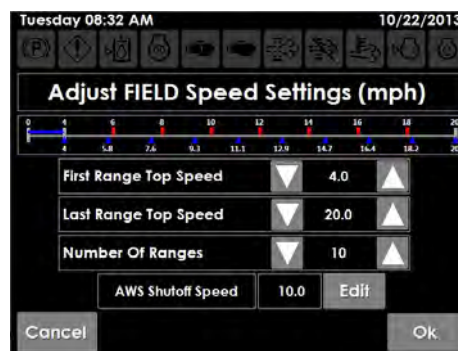 Tuesday 08:32 AM 10/22/2013
Adjust FIELD Speed Settings (mph)
0 4 6 8 10 12 14 16 18 20
4 5.8 7.6 9.3 11.1 12.9 14.7 16.4 18.2 20
First Range Top Speed 4.0
Last Range Top Speed 20.0
Number Of Ranges 10
AWS Shutoff Speed 10.0 Edit
Cancel Ok